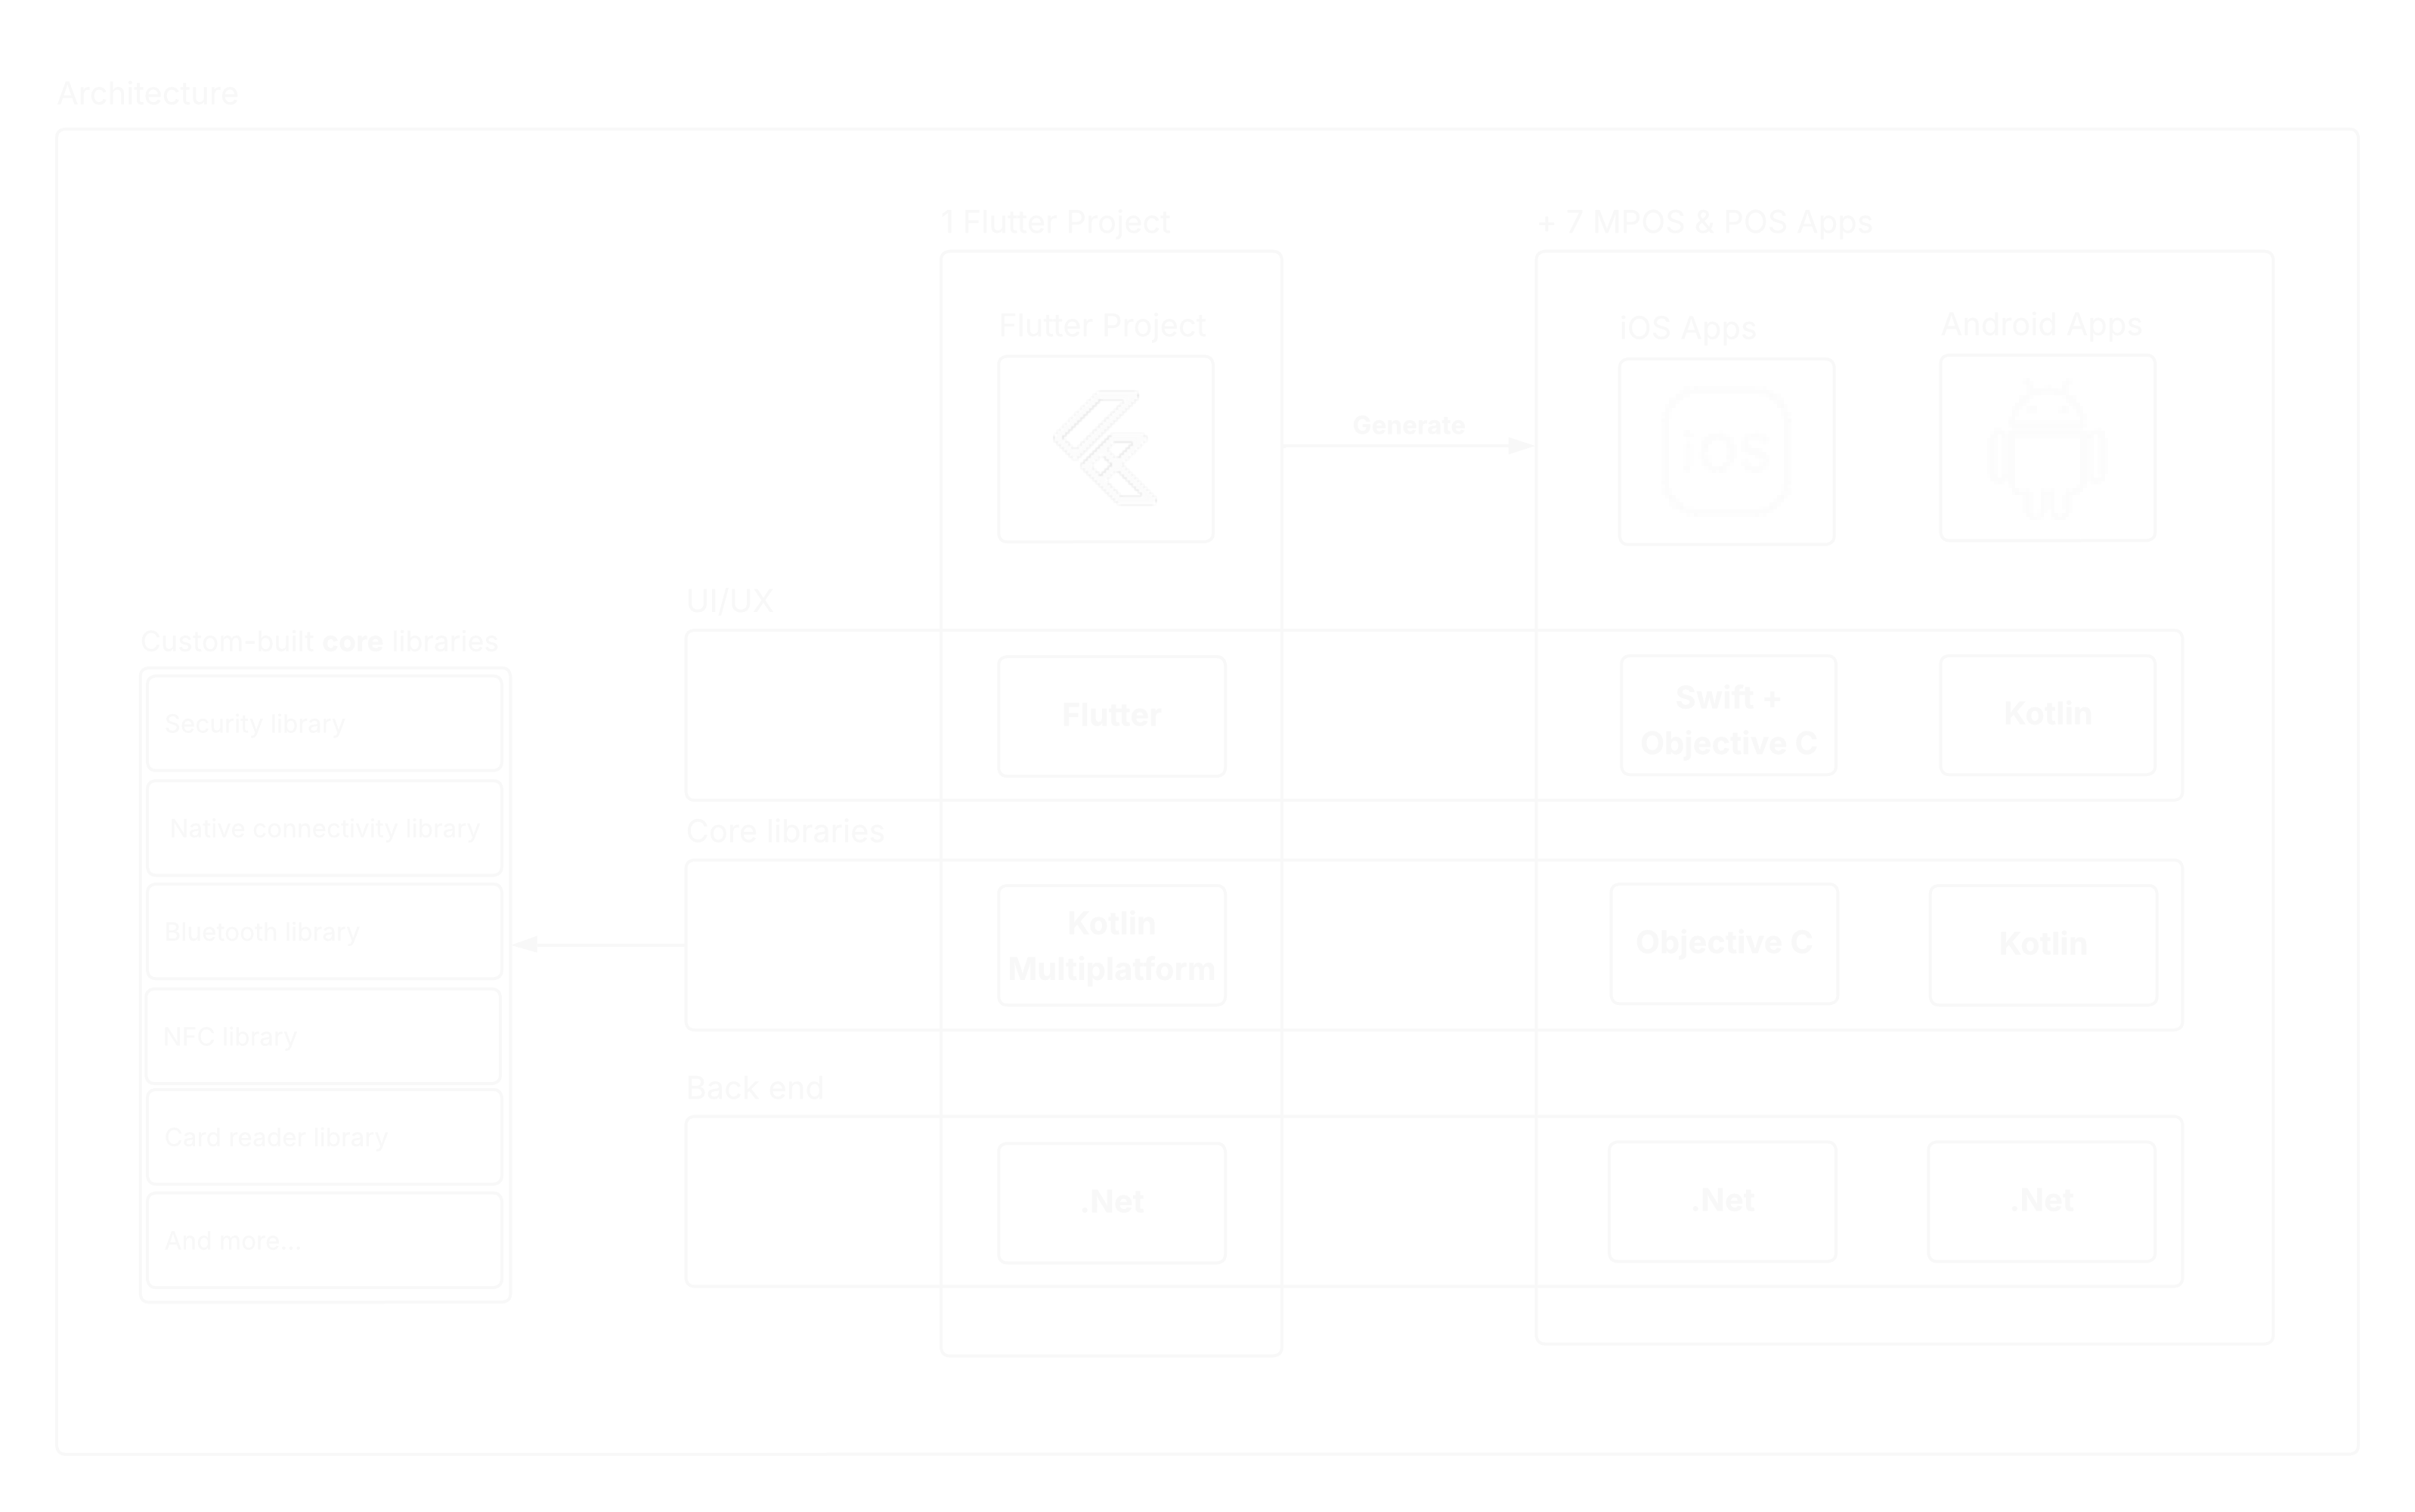 Architecture
1 Flutter Project
+ 7 MPOS & POS Apps
Flutter Project
iOS Apps
Android Apps
Generate
iOS
UI/UX
Custom-built core libraries
Security library
Native connectivity library
Bluetooth library
NFC library
Card reader library
And more...
Flutter
Swift +
Objective C
Kotlin
Core libraries
Kotlin
Multiplatform
Objective C
Kotlin
Back end
.Net
.Net
.Net